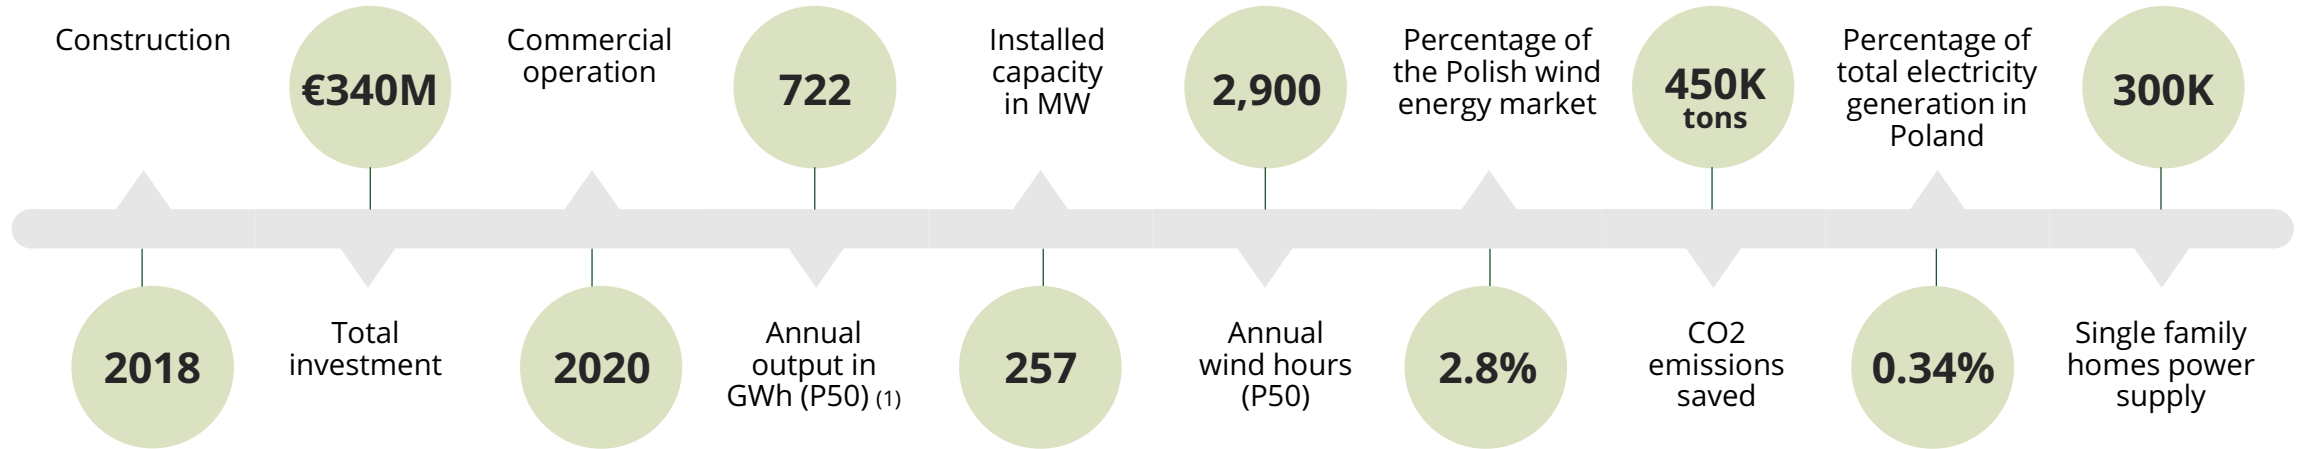 Construction
2018
€340M
Total
investment
Commercial
operation
2020
722
Annual
output in
GWh (P50) (1)
Installed
capacity
in MW
257
2,900
Annual
wind hours
(P50)
Percentage of
the Polish wind
energy market
2.8%
450K
tons
CO2
emissions
saved
Percentage of
total electricity
generation in
Poland
0.34%
300K
Single family
homes power
supply